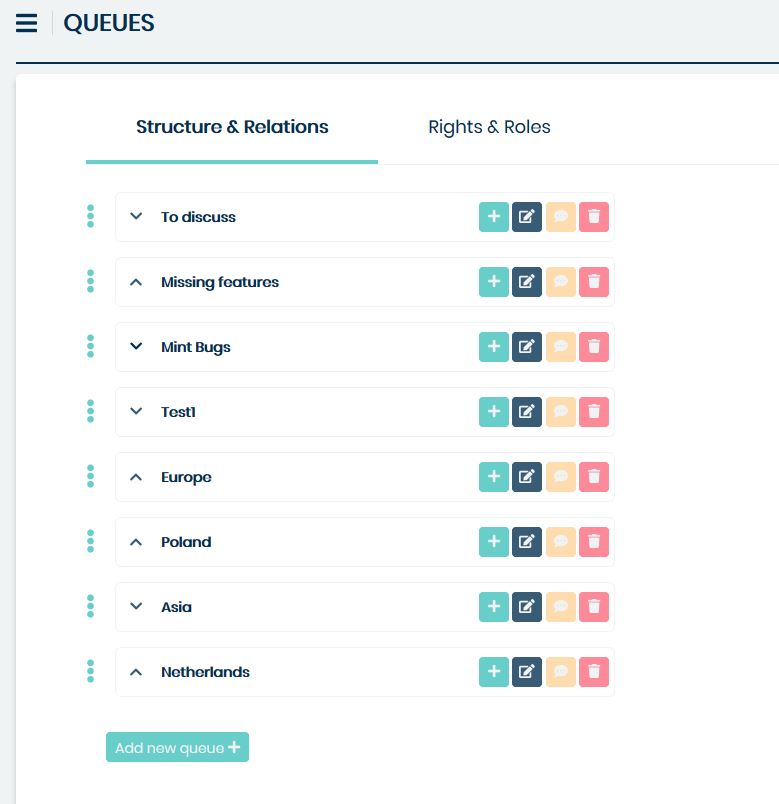 QUEUES
Structure & Relations Rights & Roles
To discuss
Missing features
Mint Bugs
Test1
Europe
Poland
Asia
Netherlands
Add new queue +